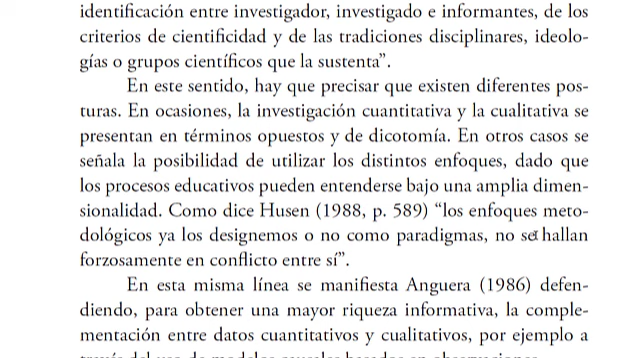 identificación entre investigador, investigado e informantes, de los
criterios de cientificidad y de las tradiciones disciplinares, ideolo-
gías o grupos científicos que la sustenta”.
En este sentido, hay que precisar que existen diferentes pos-
turas. En ocasiones, la investigación cuantitativa y la cualitativa se
presentan en términos opuestos y de dicotomía. En otros casos se
señala la posibilidad de utilizar los distintos enfoques, dado que
los procesos educativos pueden entenderse bajo una amplia dimen-
sionalidad. Como dice Husen (1988, p. 589) “los enfoques meto-
dológicos ya los designemos o no como paradigmas, no se hallan
forzosamente en conflicto entre sí”.
En esta misma línea se manifiesta Anguera (1986) defen-
diendo, para obtener una mayor riqueza informativa, la comple-
mentación entre datos cuantitativos y cualitativos, por ejemplo a